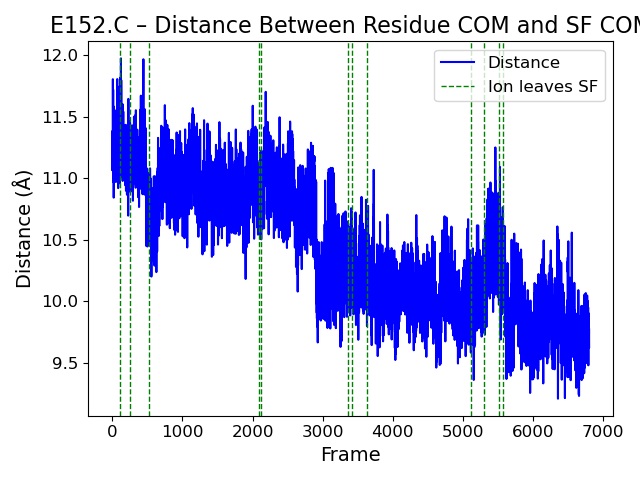 E152.C – Distance Between Residue COM and SF COM
Distance
Ion leaves SF
12.0
11.5
11.0
10.5
10.0
9.5
Distance (Å)
0 1000 2000 3000 4000 5000 6000 7000
Frame